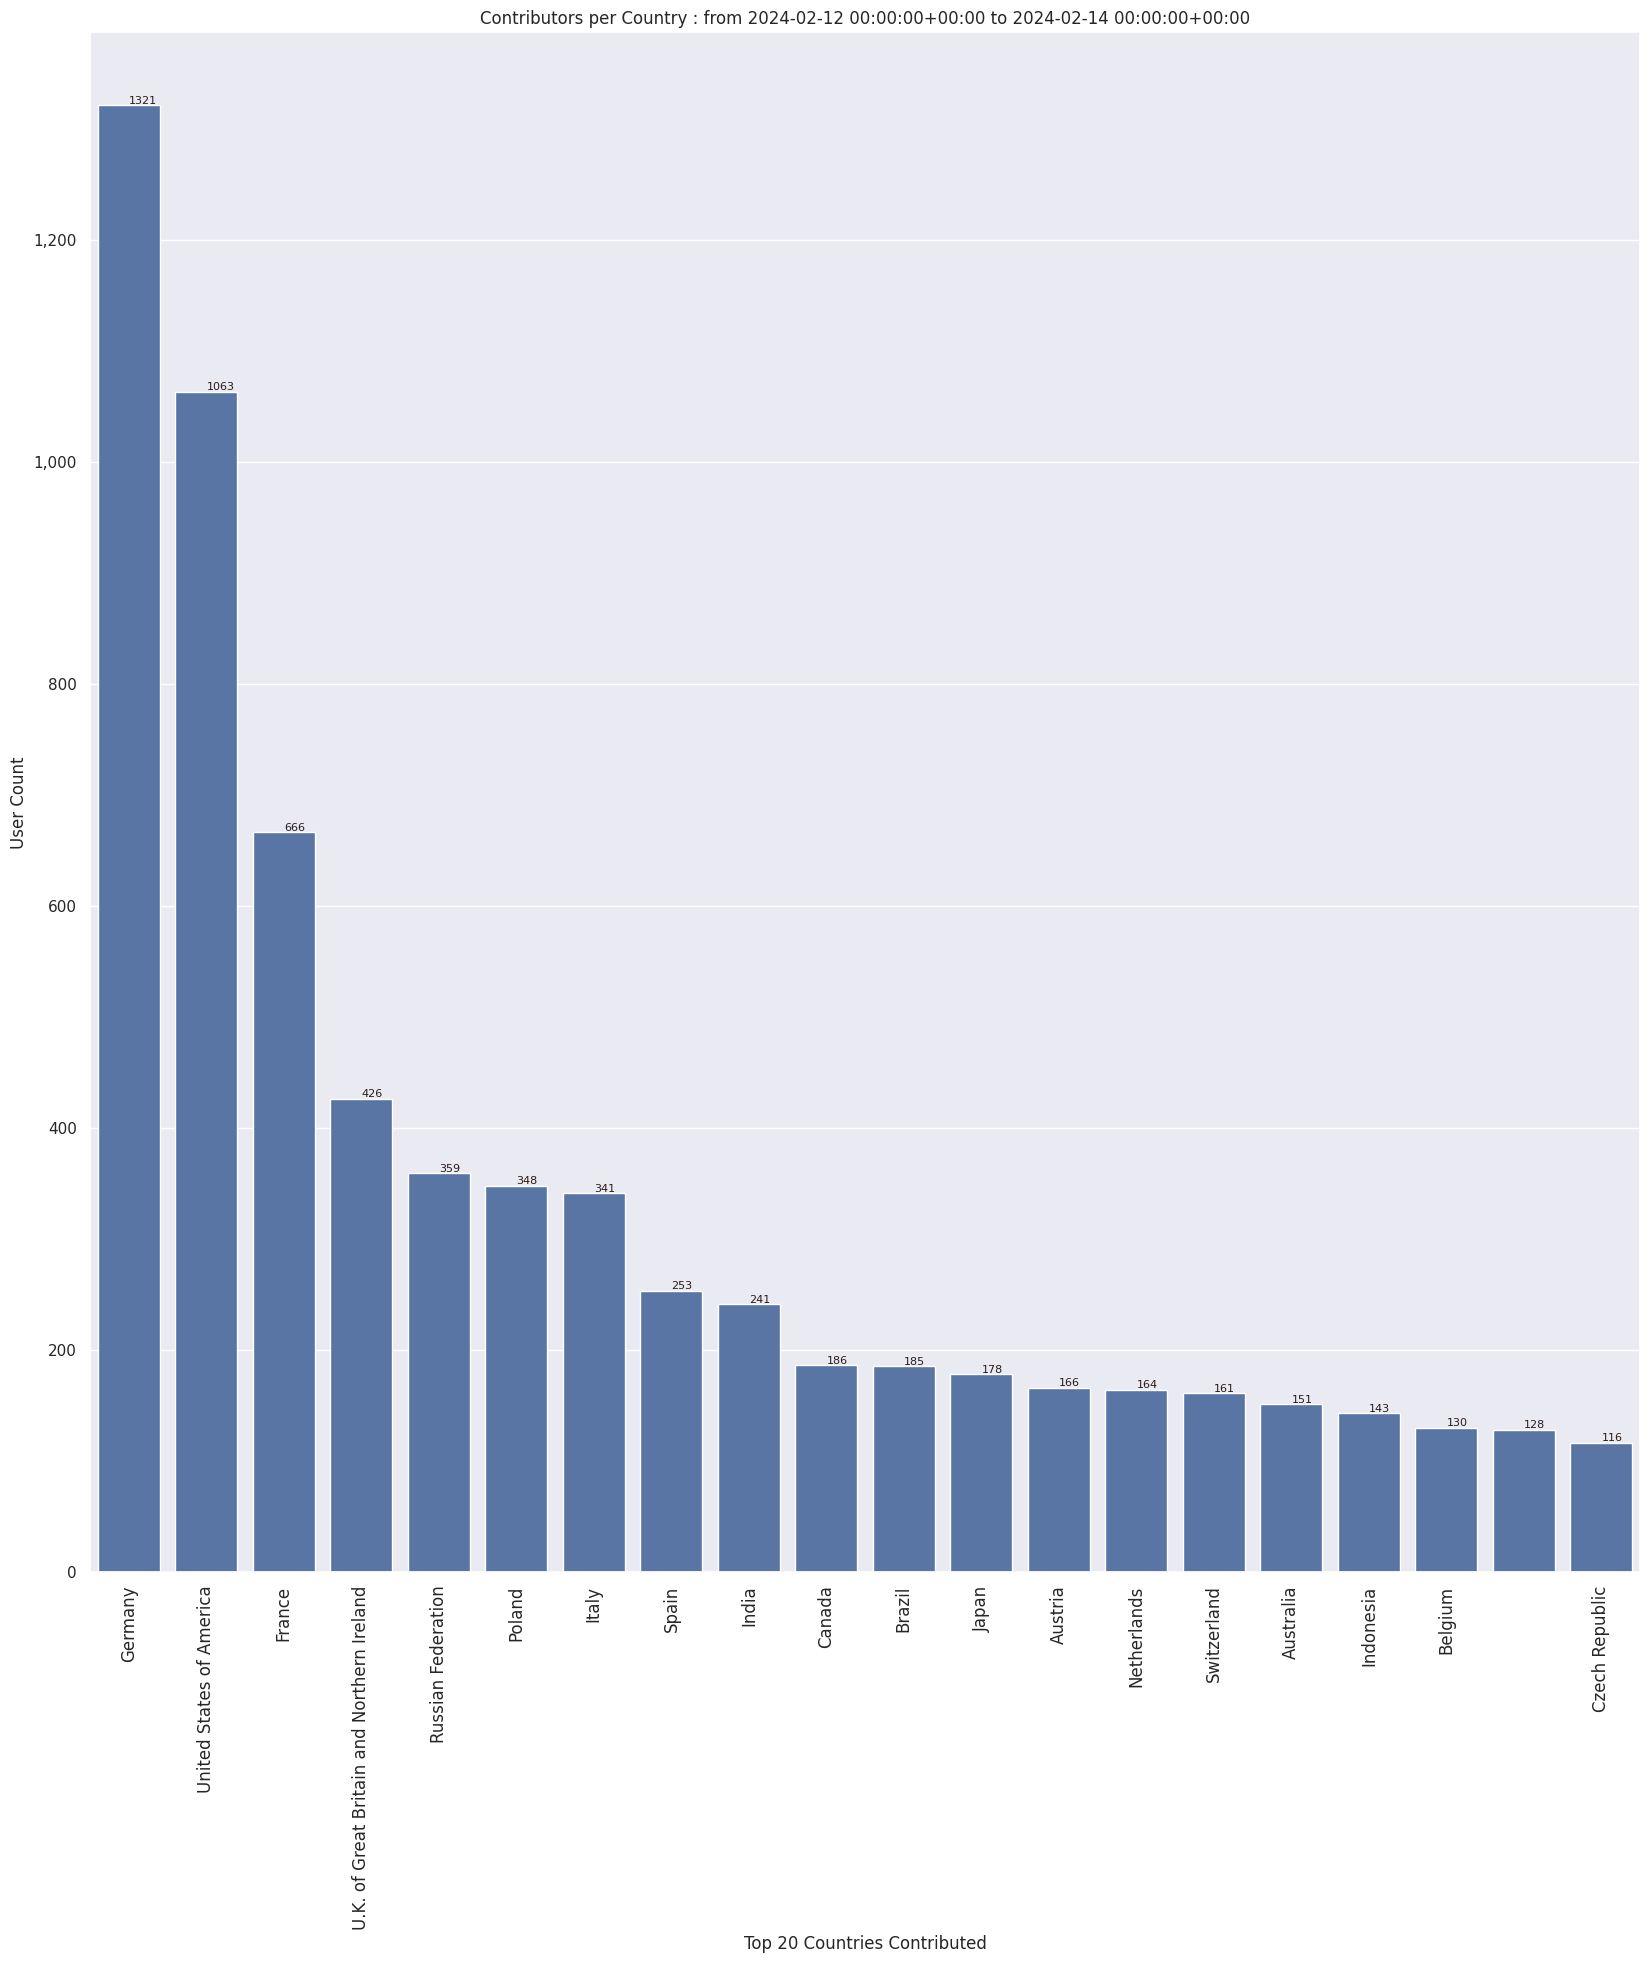 Contributors per Country : from 2024-02-12 00:00:00+00:00 to 2024-02-14 00:00:00+00:00
1321
1,200
1063
1,000
800
User Count
666
600
426
400
359
348
341
253
241
200
186
185
178
166
164
161
151
143
130
128
116
0
Germany
United States of America
France
U.K. of Great Britain and Northern Ireland
Russian Federation
Poland
Italy
Spain
India
Canada
Brazil
Japan
Austria
Netherlands
Switzerland
Australia
Indonesia
Belgium
Czech Republic
Top 20 Countries Contributed